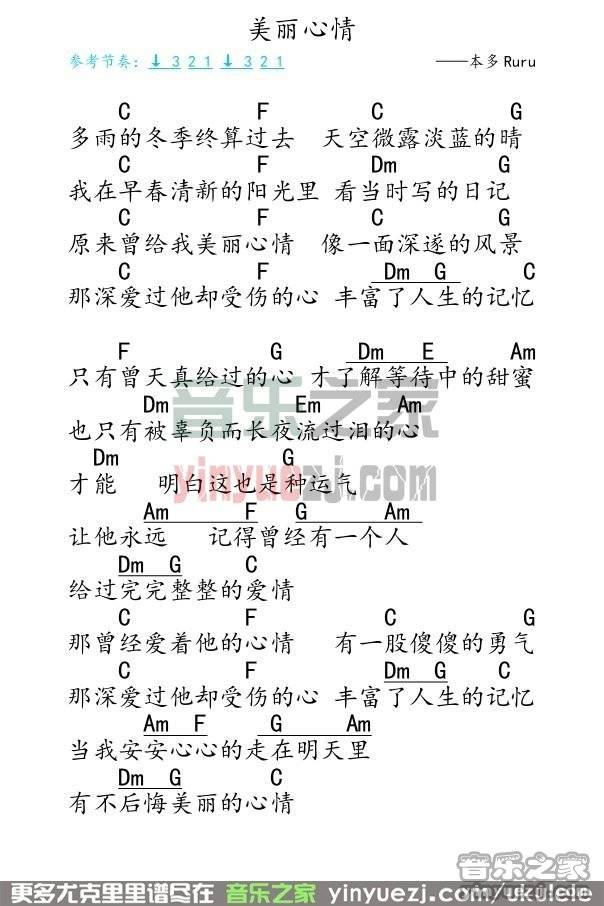 美丽心情
参考节奏：↓ 3 2 1 ↓ 3 2 1 ——本多 Ruru
C F C G
多雨的冬季终算过去 天空微露淡蓝的晴
C F Dm G
我在早春清新的阳光里 看当时写的日记
C F C G
原来曾给我美丽心情 像一面深遂的风景
C F Dm G C
那深爱过他却受伤的心 丰富了人生的记忆
F G Dm E Am
只有曾天真给过的心 才了解等待中的甜蜜
Dm Em Am
也只有被辜负而长夜流过泪的心
Dm G
才能 明白这也是种运气
Am F G Am
让他永远 记得曾经有一个人
Dm G C
给过完完整整的爱情
C F C G
那曾经爱着他的心情 有一股傻傻的勇气
C F Dm G C
那深爱过他却受伤的心 丰富了人生的记忆
Am F G Am
当我安安心心的走在明天里
Dm G C
有不后悔美丽的心情
音乐之家
yinyuezj.com
音乐之家
yinyuezj.com
更多尤克里里谱尽在 音乐之家 yinyuezj.com/uku